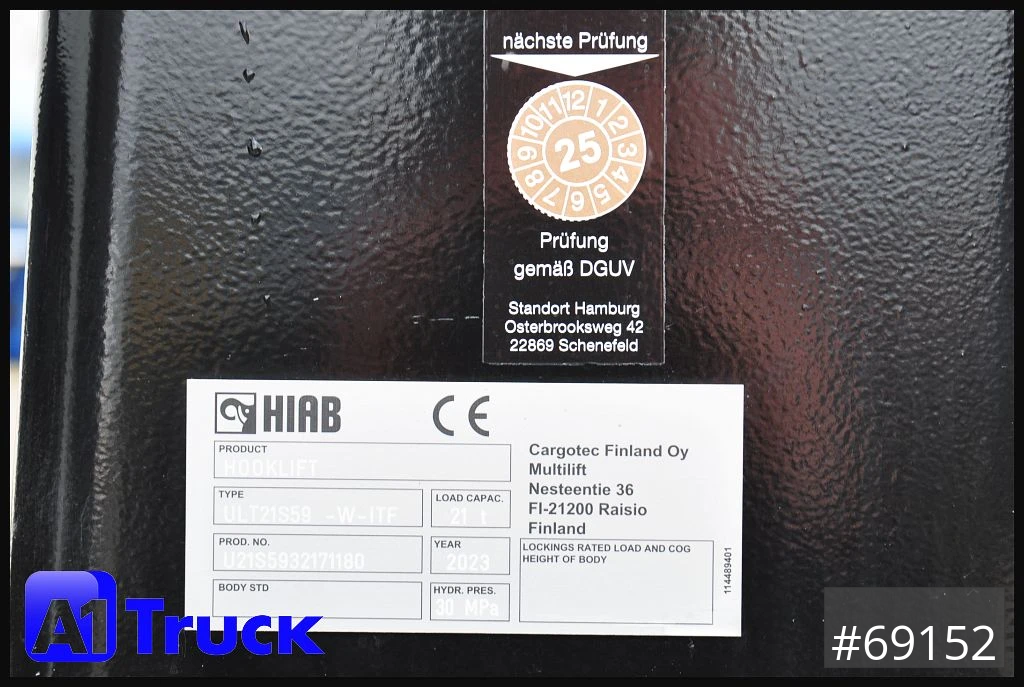 nächste Prüfung
12 1 2 3 4 5 6 7 8 9 10 11
25
Prüfung
gemäß DGUV
Standort Hamburg
Osterbrooksweg 42
22869 Schenefeld
HIAB CE
PRODUCT
HOOKLIFT
TYPE
ULT21S59 -W-ITF
LOAD CAPAC.
21 t
PROD. NO.
U21S5932171180
YEAR
2023
BODY STD
HYDR. PRES.
30 MPa
Cargotec Finland Oy
Multilift
Nesteentie 36
FI-21200 Raisio
Finland
LOCKINGS RATED LOAD AND COG
HEIGHT OF BODY
114489401
A1 Truck
#69152